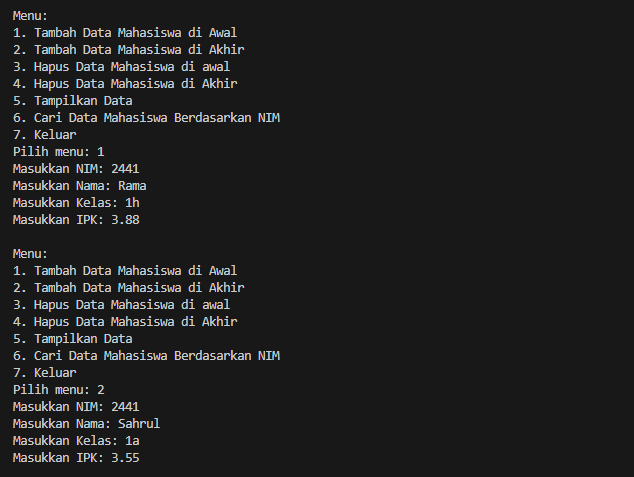 Menu:
1. Tambah Data Mahasiswa di Awal
2. Tambah Data Mahasiswa di Akhir
3. Hapus Data Mahasiswa di awal
4. Hapus Data Mahasiswa di Akhir
5. Tampilkan Data
6. Cari Data Mahasiswa Berdasarkan NIM
7. Keluar
Pilih menu: 1
Masukkan NIM: 2441
Masukkan Nama: Rama
Masukkan Kelas: 1h
Masukkan IPK: 3.88

Menu:
1. Tambah Data Mahasiswa di Awal
2. Tambah Data Mahasiswa di Akhir
3. Hapus Data Mahasiswa di awal
4. Hapus Data Mahasiswa di Akhir
5. Tampilkan Data
6. Cari Data Mahasiswa Berdasarkan NIM
7. Keluar
Pilih menu: 2
Masukkan NIM: 2441
Masukkan Nama: Sahrul
Masukkan Kelas: 1a
Masukkan IPK: 3.55